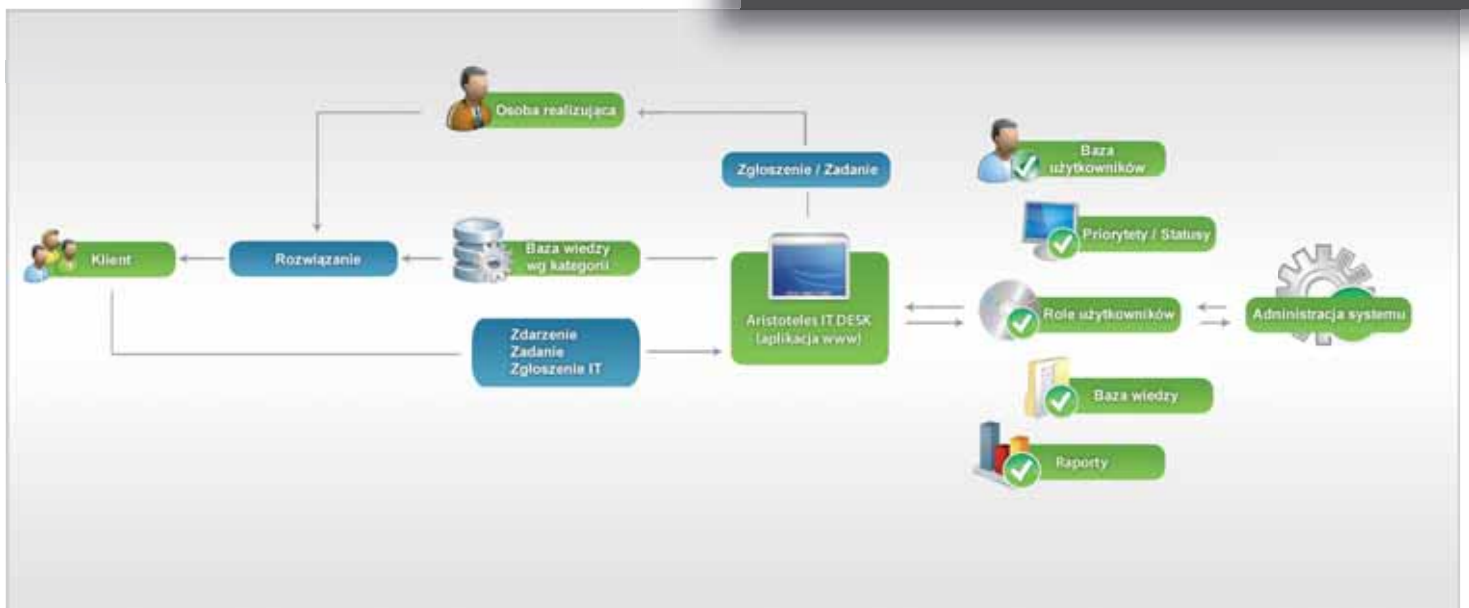 Osoba realizująca
Zgłoszenie / Zadanie
Baza
użytkowników
Priorytety / Statusy
Klient
Rozwiązanie
Baza wiedzy
wg kategorii
Aristoteles IT.DESK
(aplikacja www)
Role użytkowników
Administracja systemu
Zdarzenie
Zadanie
Zgłoszenie IT
Baza wiedzy
Raporty